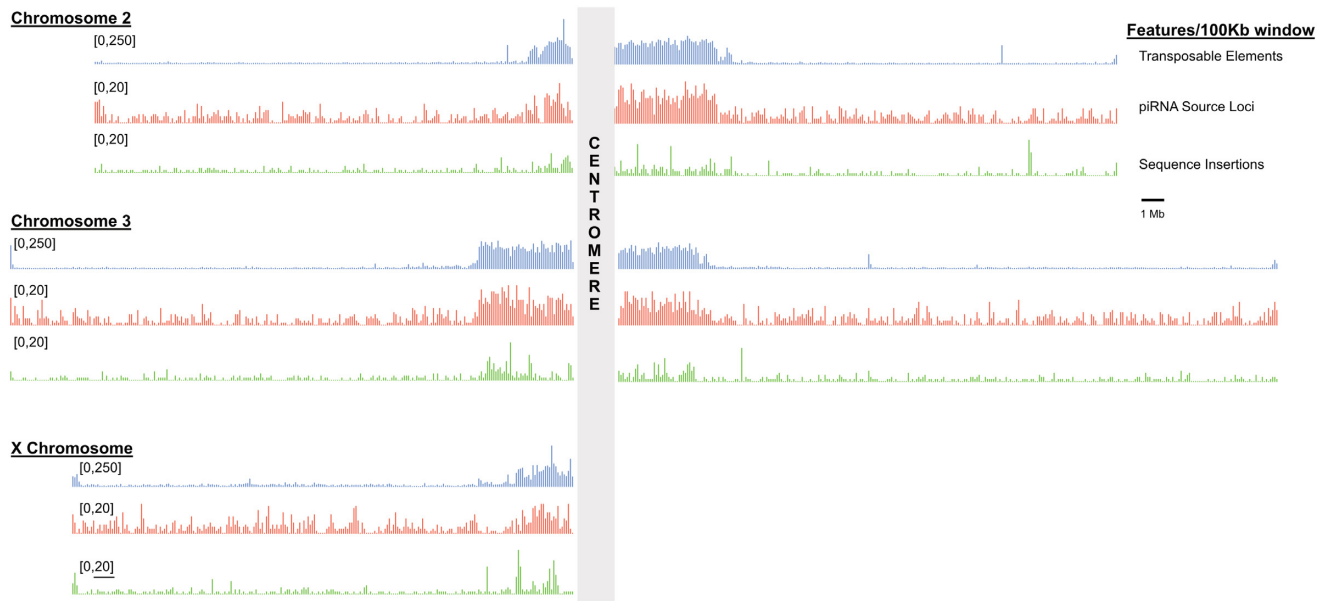 Chromosome 2
[0,250]
[0,20]
[0,20]
Features/100Kb window
Transposable Elements
piRNA Source Loci
Sequence Insertions
1 Mb
CENTROMERE
Chromosome 3
[0,250]
[0,20]
[0,20]
X Chromosome
[0,250]
[0,20]
[0,20]